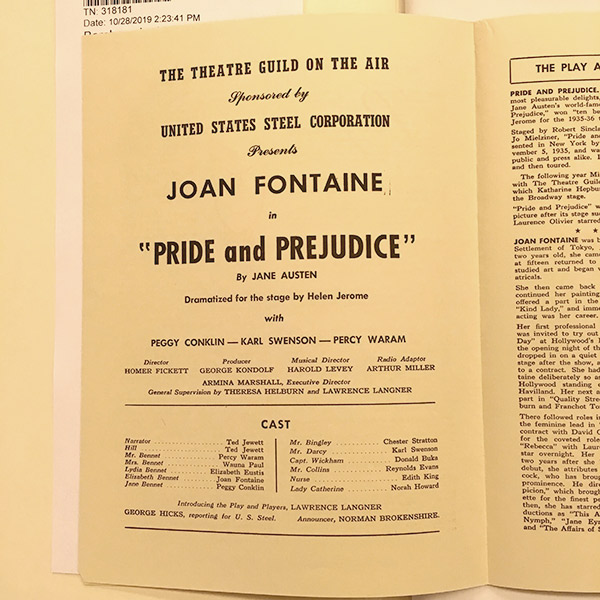 TN: 318181
Date: 10/28/2019 2:23:41 PM
THE THEATRE GUILD ON THE AIR
Sponsored by
UNITED STATES STEEL CORPORATION
Presents
JOAN FONTAINE
in
"PRIDE and PREJUDICE"
By JANE AUSTEN
Dramatized for the stage by Helen Jerome
with
PEGGY CONKLIN — KARL SWENSON — PERCY WARAM
Director Producer Musical Director Radio Adaptor
HOMER FICKETT GEORGE KONDOLF HAROLD LEVEY ARTHUR MILLER
ARMINA MARSHALL, Executive Director
General Supervision by THERESA HELBURN and LAWRENCE LANGNER
CAST
Narrator Ted Jewett
Hill Ted Jewett
Mr. Bennet Percy Waram
Mrs. Bennet Wauna Paul
Lydia Bennet Elizabeth Eustis
Elizabeth Bennet Joan Fontaine
Jane Bennet Peggy Conklin
Mr. Bingley Chester Stratton
Mr. Darcy Karl Swenson
Capt. Wickham Donald Buka
Mr. Collins Reynolds Evans
Nurse Edith King
Lady Catherine Norah Howard
Introducing the Play and Players, LAWRENCE LANGNER
GEORGE HICKS, reporting for U. S. Steel. Announcer, NORMAN BROKENSHIRE.
THE PLAY A
PRIDE AND PREJUDICE,
most pleasurable delights,
Jane Austen's world-fam
Prejudice," won "ten be
Jerome for the 1935-36 t
Staged by Robert Sincla
Jo Mielziner, "Pride and
sented in New York by
vember 5, 1935, and wa
public and press alike. I
and then toured.
The following year Mi
with The Theatre Guild
which Katharine Hepbu
the Broadway stage.
"Pride and Prejudice" w
picture after its stage su
Laurence Olivier starred
★ ★
JOAN FONTAINE was b
Settlement of Tokyo,
two years old, she cam
at fifteen returned to
studied art and began v
atricals.
She then came back
continued her painting
offered a part in the
"Kind Lady," and imme
acting was her career.
Her first professional
was invited to try out
Day" at Hollywood's
the opening night of th
dropped in on a quiet
stage after the show, a
to a contract. She had
taine deliberately so as
Hollywood standing o
Havilland. Her next a
part in "Quality Stree
burn and Franchot Ton
There followed roles i
the feminine lead in
contract with David O
for the coveted role
"Rebecca" with Laure
star overnight. Her
two years after she
debut, she attributes
cock, who has broug
prominence. He dire
picion," which brough
ette for the finest pe
then, she has starred
ductions as "This A
Nymph," "Jane Eyr
and "The Affairs of S